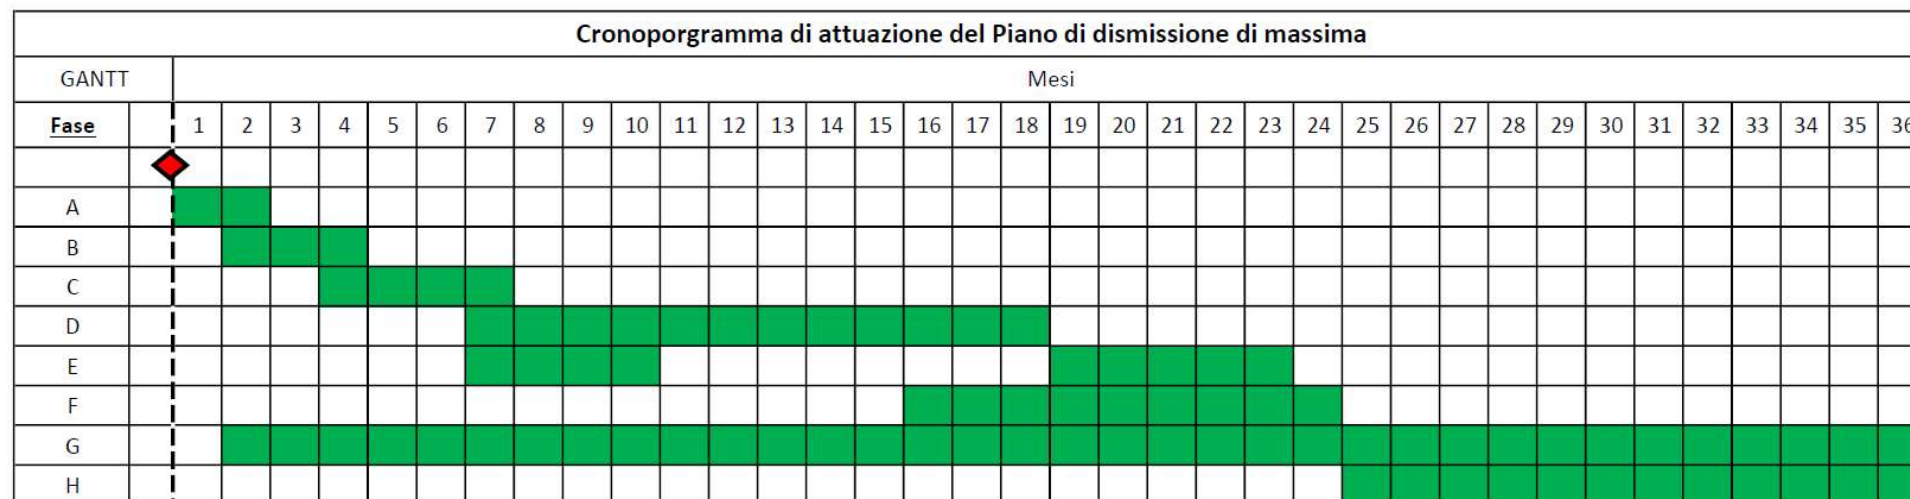 Cronoporgramma di attuazione del Piano di dismissione di massima
GANTT Mesi
Fase 1 2 3 4 5 6 7 8 9 10 11 12 13 14 15 16 17 18 19 20 21 22 23 24 25 26 27 28 29 30 31 32 33 34 35 36
A
B
C
D
E
F
G
H